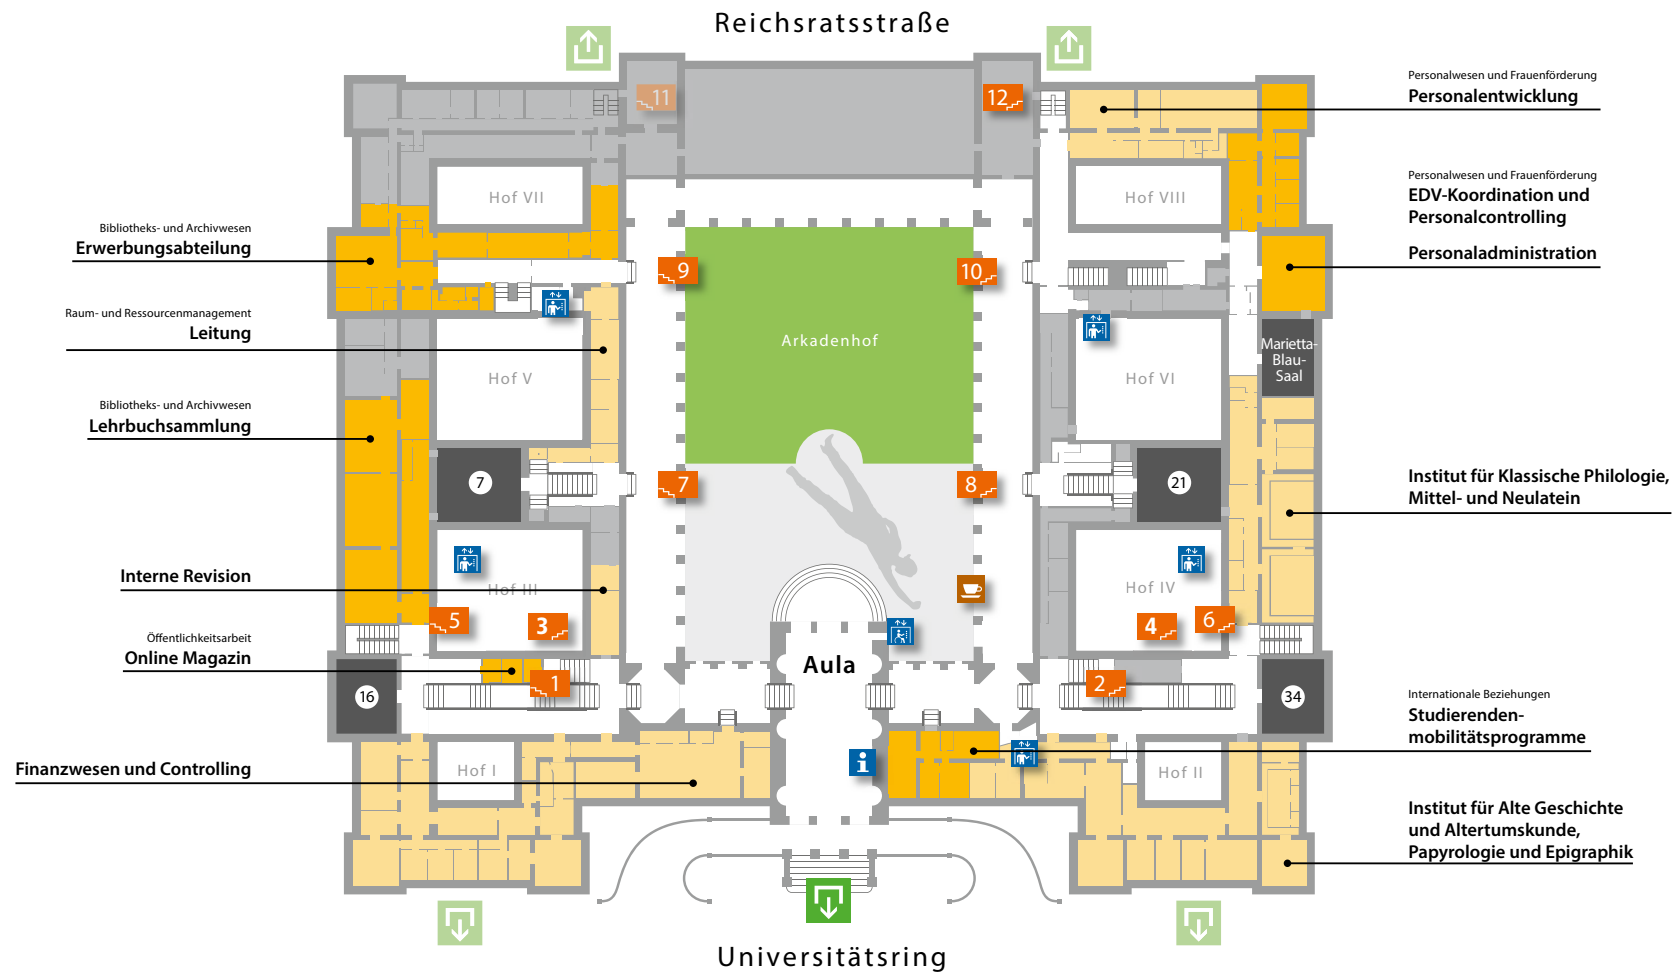 Reichsratsstraße
11
12
Personalwesen und Frauenförderung
Personalentwicklung
Hof VII
Hof VIII
Personalwesen und Frauenförderung
EDV-Koordination und
Personalcontrolling
Personaladministration
Bibliotheks- und Archivwesen
Erwerbungsabteilung
9
10
Raum- und Ressourcenmanagement
Leitung
Arkadenhof
Marietta-
Blau-
Saal
Hof V
Hof VI
Bibliotheks- und Archivwesen
Lehrbuchsammlung
7
7
8
21
Institut für Klassische Philologie,
Mittel- und Neulatein
Interne Revision
Hof III
Hof IV
5
3
4
6
Öffentlichkeitsarbeit
Online Magazin
Aula
16
1
2
34
Internationale Beziehungen
Studierenden-
mobilitätsprogramme
Finanzwesen und Controlling
Hof I
i
Hof II
Institut für Alte Geschichte
und Altertumskunde,
Papyrologie und Epigraphik
Universitätsring